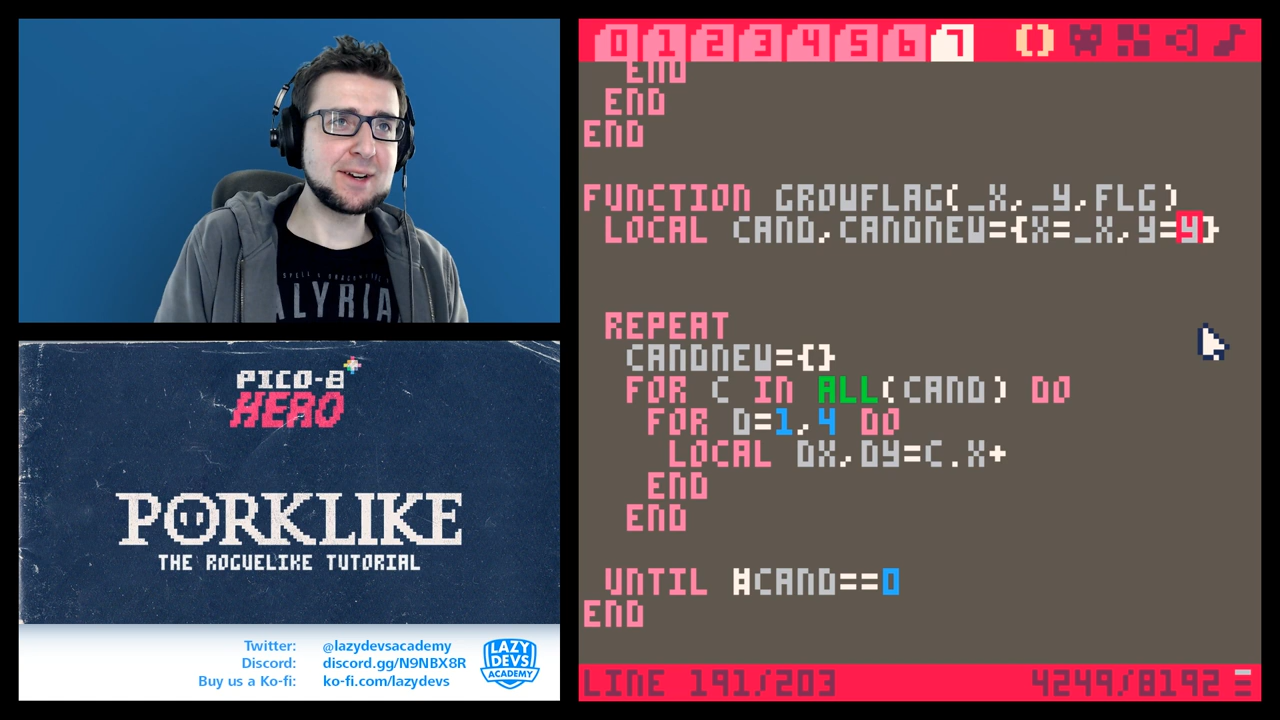 SPELL & 
ALYRIA
PICO-8
HERO
PORKLIKE
THE ROGUELIKE TUTORIAL
Twitter: @lazydevsacademy
Discord: discord.gg/N9NBX8R
Buy us a Ko-fi: ko-fi.com/lazydevs
LAZY
DEVS
ACADEMY
0 1 2 3 4 5 6 7
END
END
END
FUNCTION GROWFLAG(_X,_Y,FLG)
LOCAL CAND,CANDNEW={X=_X,Y=Y}
REPEAT
CANDNEW={}
FOR C IN ALL(CAND) DO
FOR D=1,4 DO
LOCAL DX,DY=C.X+
END
END
UNTIL #CAND==0
END
LINE 191/203 4249/8192